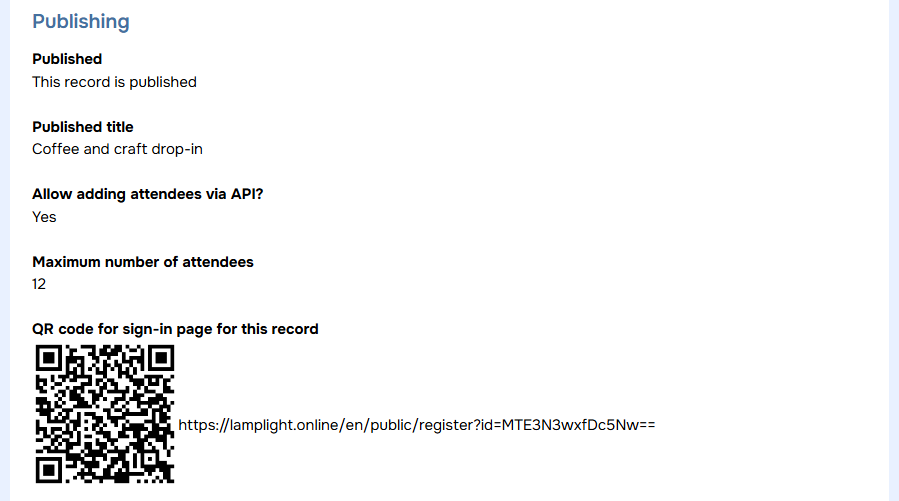 Publishing
Published
This record is published
Published title
Coffee and craft drop-in
Allow adding attendees via API?
Yes
Maximum number of attendees
12
QR code for sign-in page for this record
https://lamplight.online/en/public/register?id=MTE3N3wxfDc5Nw==